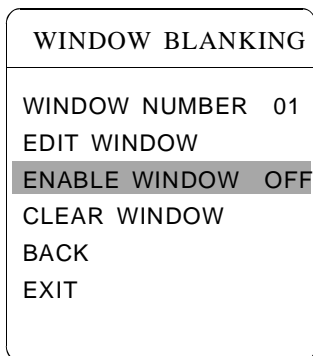 WINDOW BLANKING
WINDOW NUMBER 01
EDIT WINDOW
ENABLE WINDOW OFF
CLEAR WINDOW
BACK
EXIT